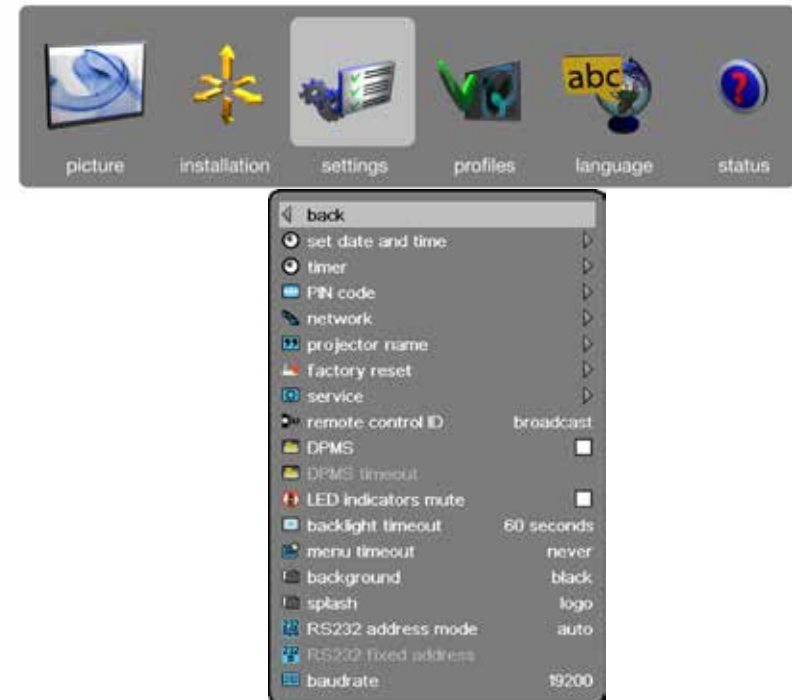 abc
picture installation settings profiles language status
back
set date and time
timer
PIN code
network
projector name
factory reset
service
remote control ID broadcast
DPMS
DPMS timeout
LED indicators mute
backlight timeout 60 seconds
menu timeout never
background black
splash logo
RS232 address mode auto
RS232 fixed address
baudrate 19200